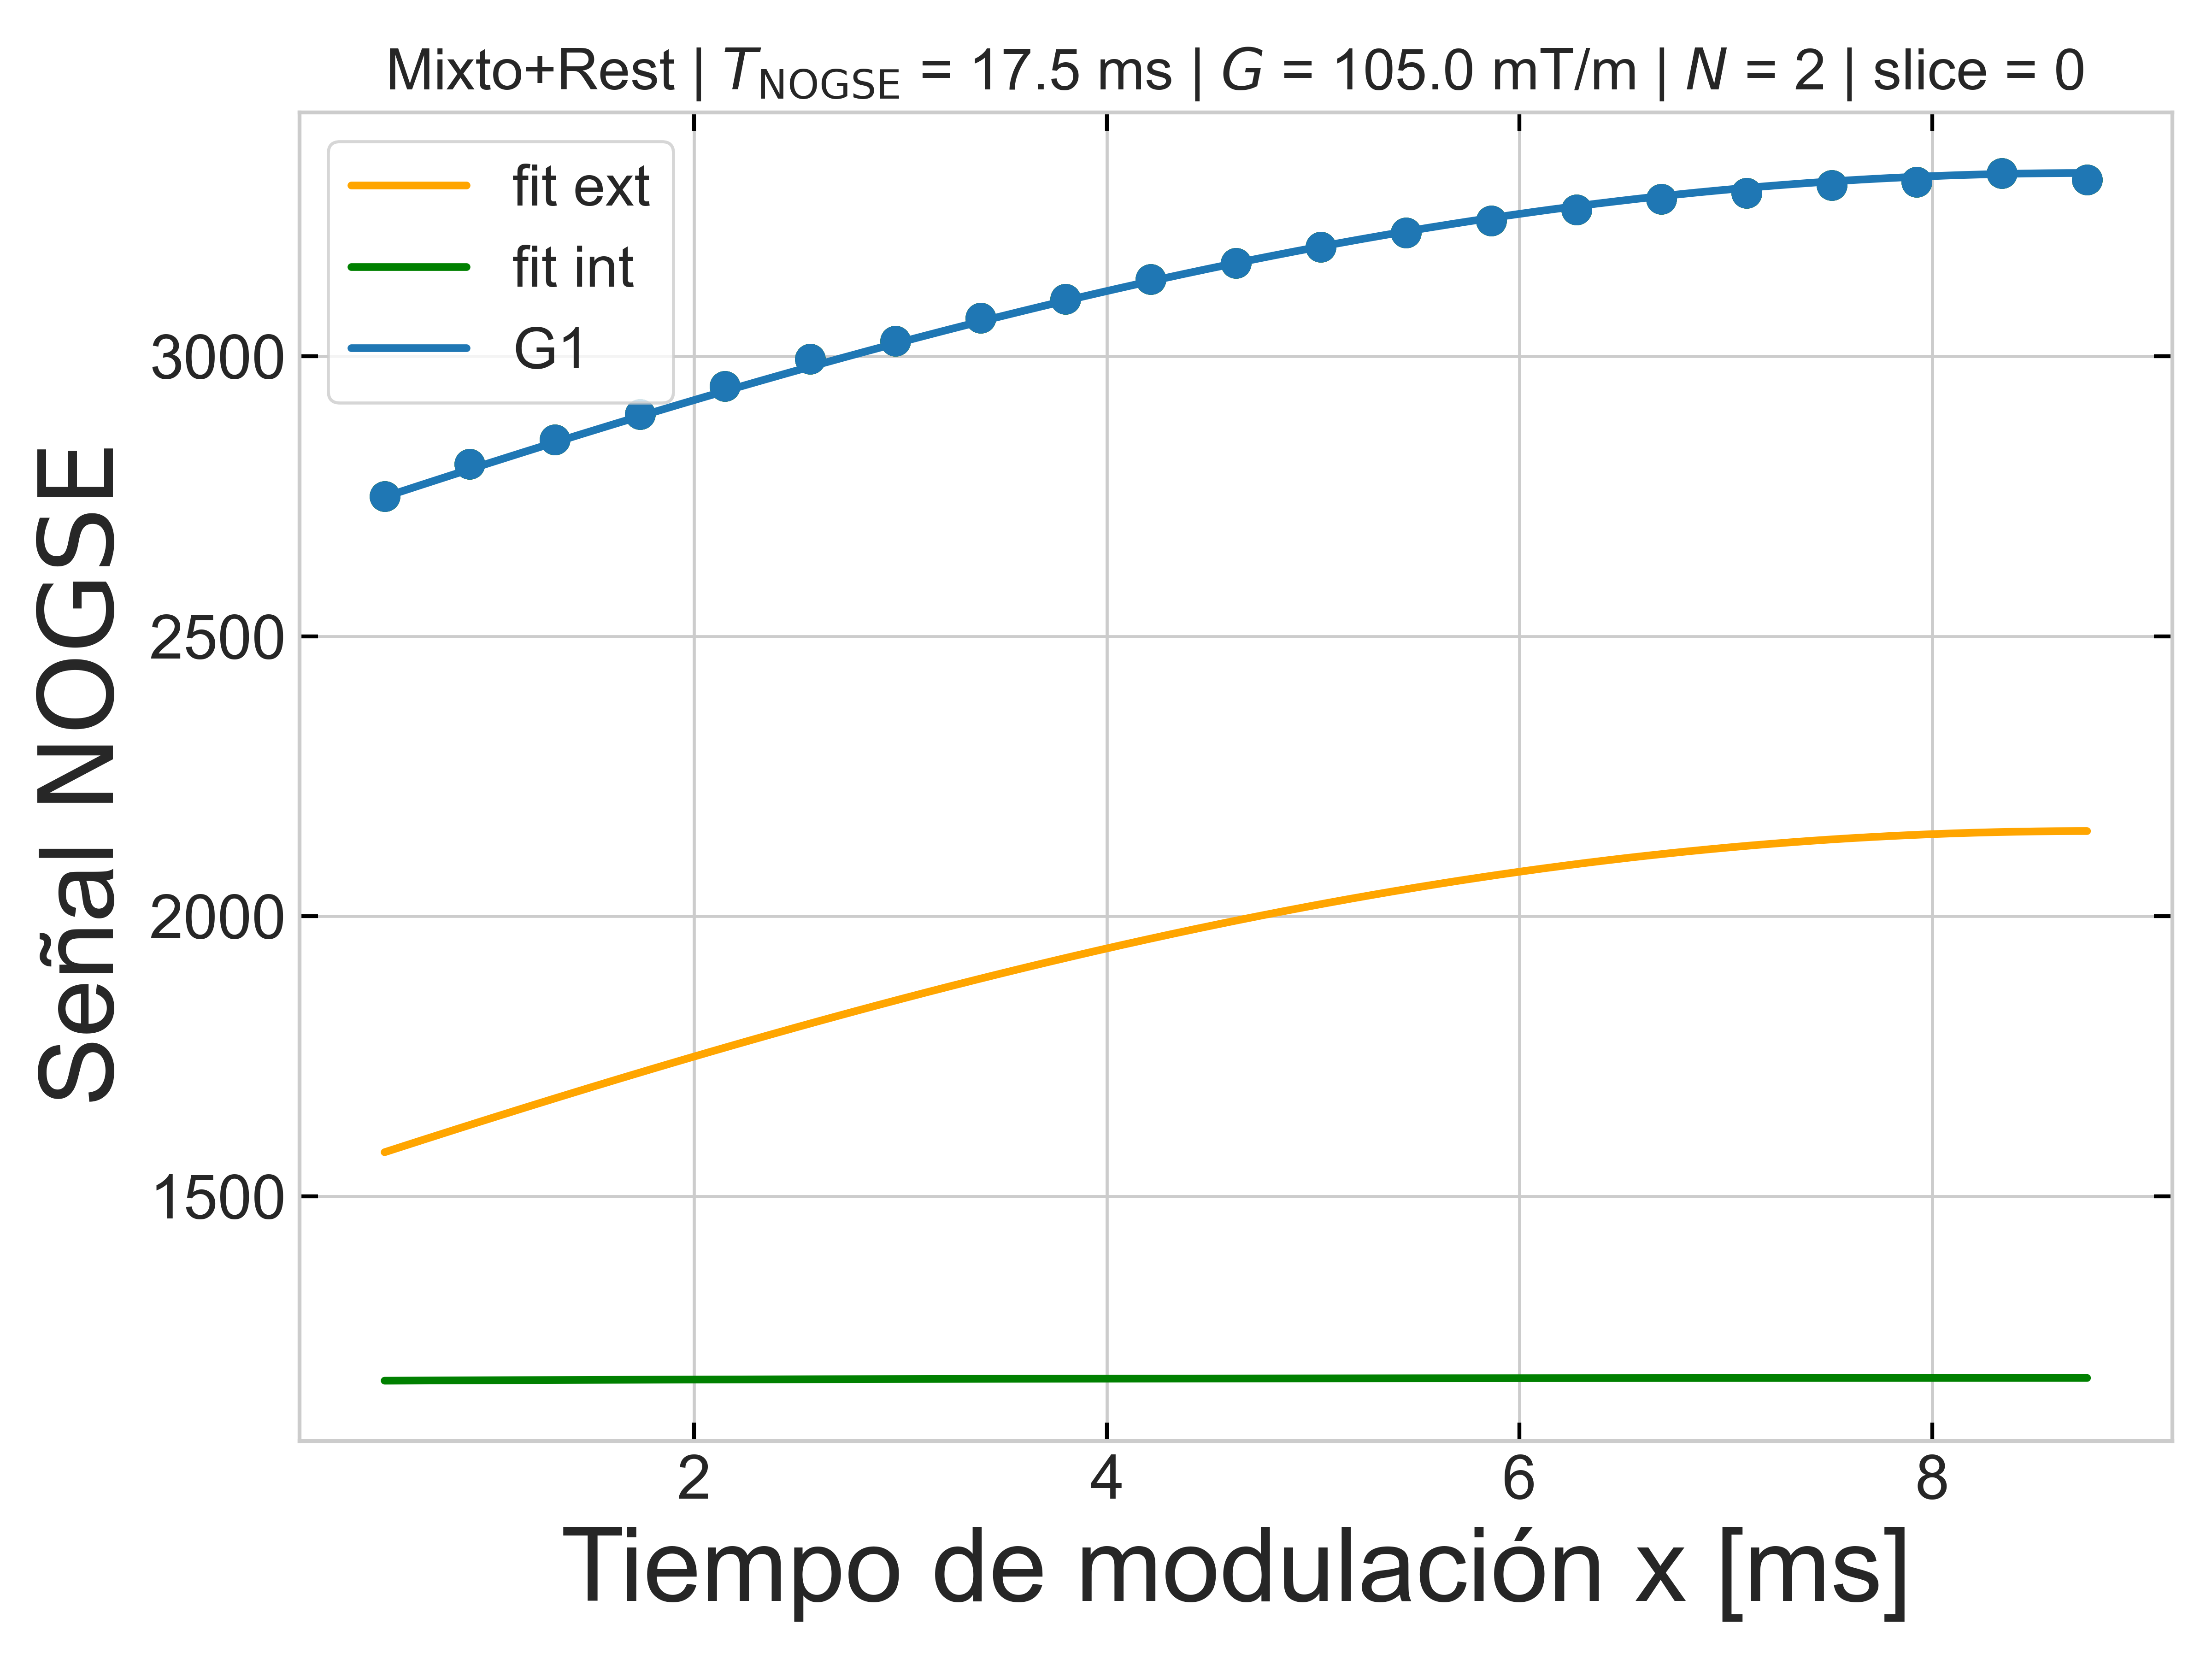 Mixto+Rest | T_NOGSE = 17.5 ms | G = 105.0 mT/m | N = 2 | slice = 0
fit ext
fit int
G1
Señal NOGSE
3000
2500
2000
1500
2 4 6 8
Tiempo de modulación x [ms]